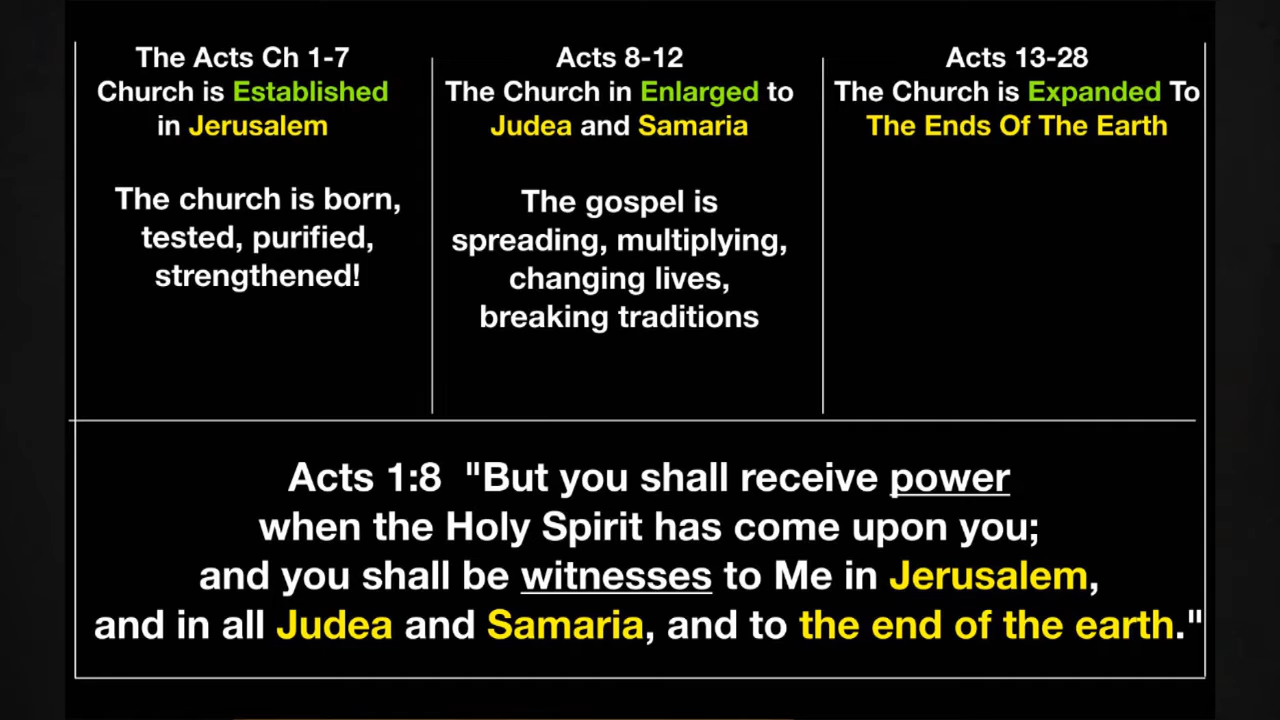 The Acts Ch 1-7
Church is Established
in Jerusalem
The church is born,
tested, purified,
strengthened!
Acts 8-12
The Church in Enlarged to
Judea and Samaria
The gospel is
spreading, multiplying,
changing lives,
breaking traditions
Acts 13-28
The Church is Expanded To
The Ends Of The Earth
Acts 1:8 "But you shall receive power
when the Holy Spirit has come upon you;
and you shall be witnesses to Me in Jerusalem,
and in all Judea and Samaria, and to the end of the earth."